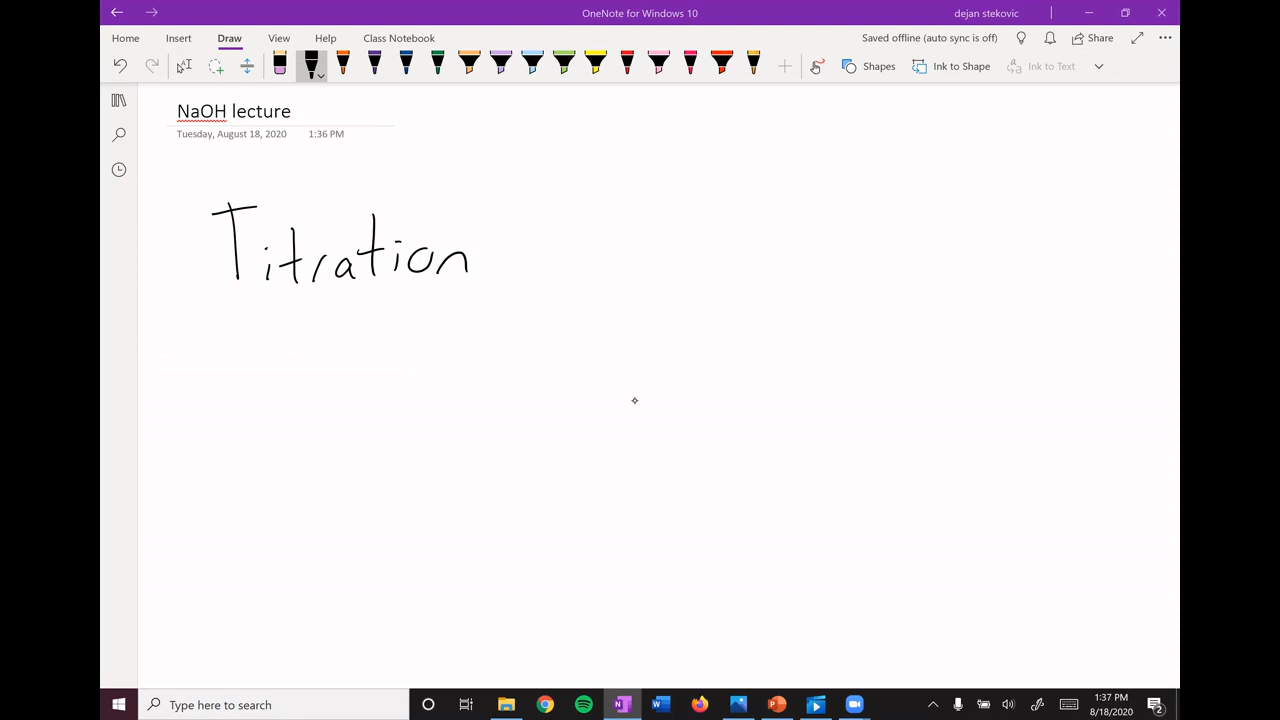 OneNote for Windows 10
dejan stekovic
Home Insert Draw View Help Class Notebook
Saved offline (auto sync is off) Share
Shapes Ink to Shape Ink to Text
NaOH lecture
Tuesday, August 18, 2020 1:36 PM
Titration
Type here to search
1:37 PM
8/18/2020
2